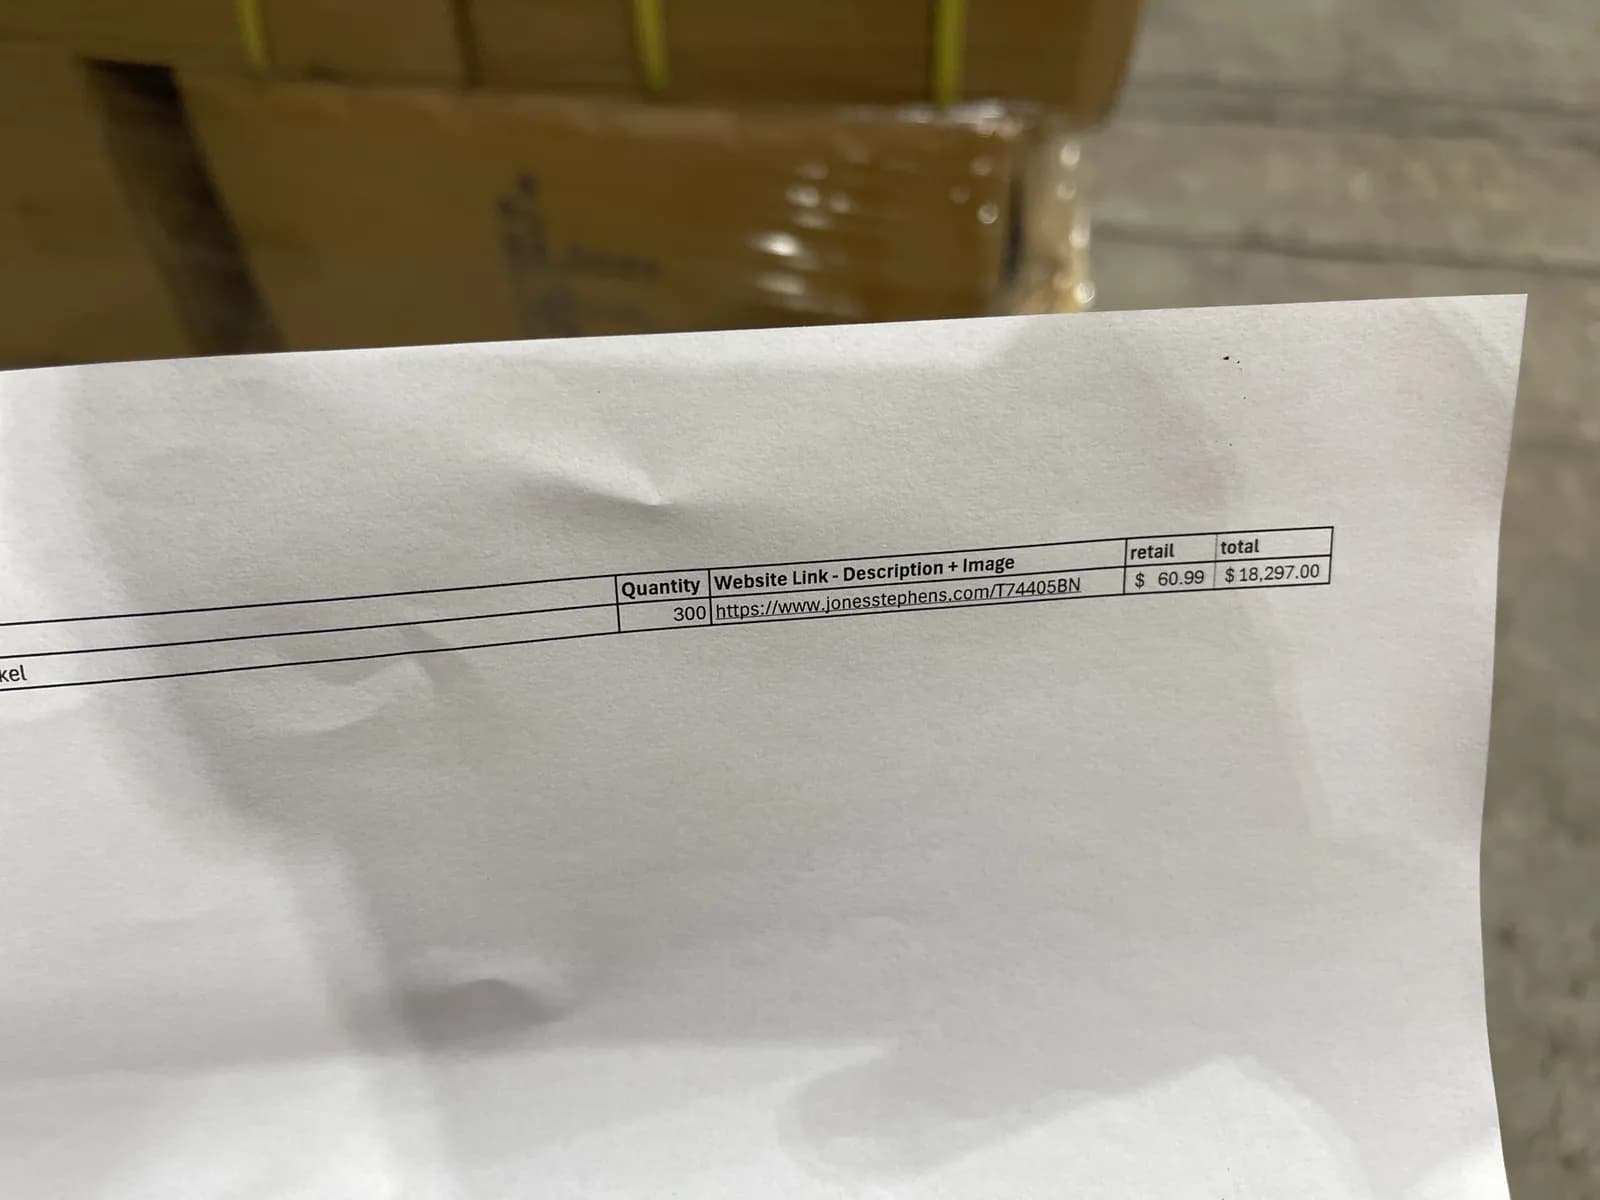 Quantity Website Link - Description + Image retail total
kel 300 https://www.jonesstephens.com/T74405BN $ 60.99 $ 18,297.00